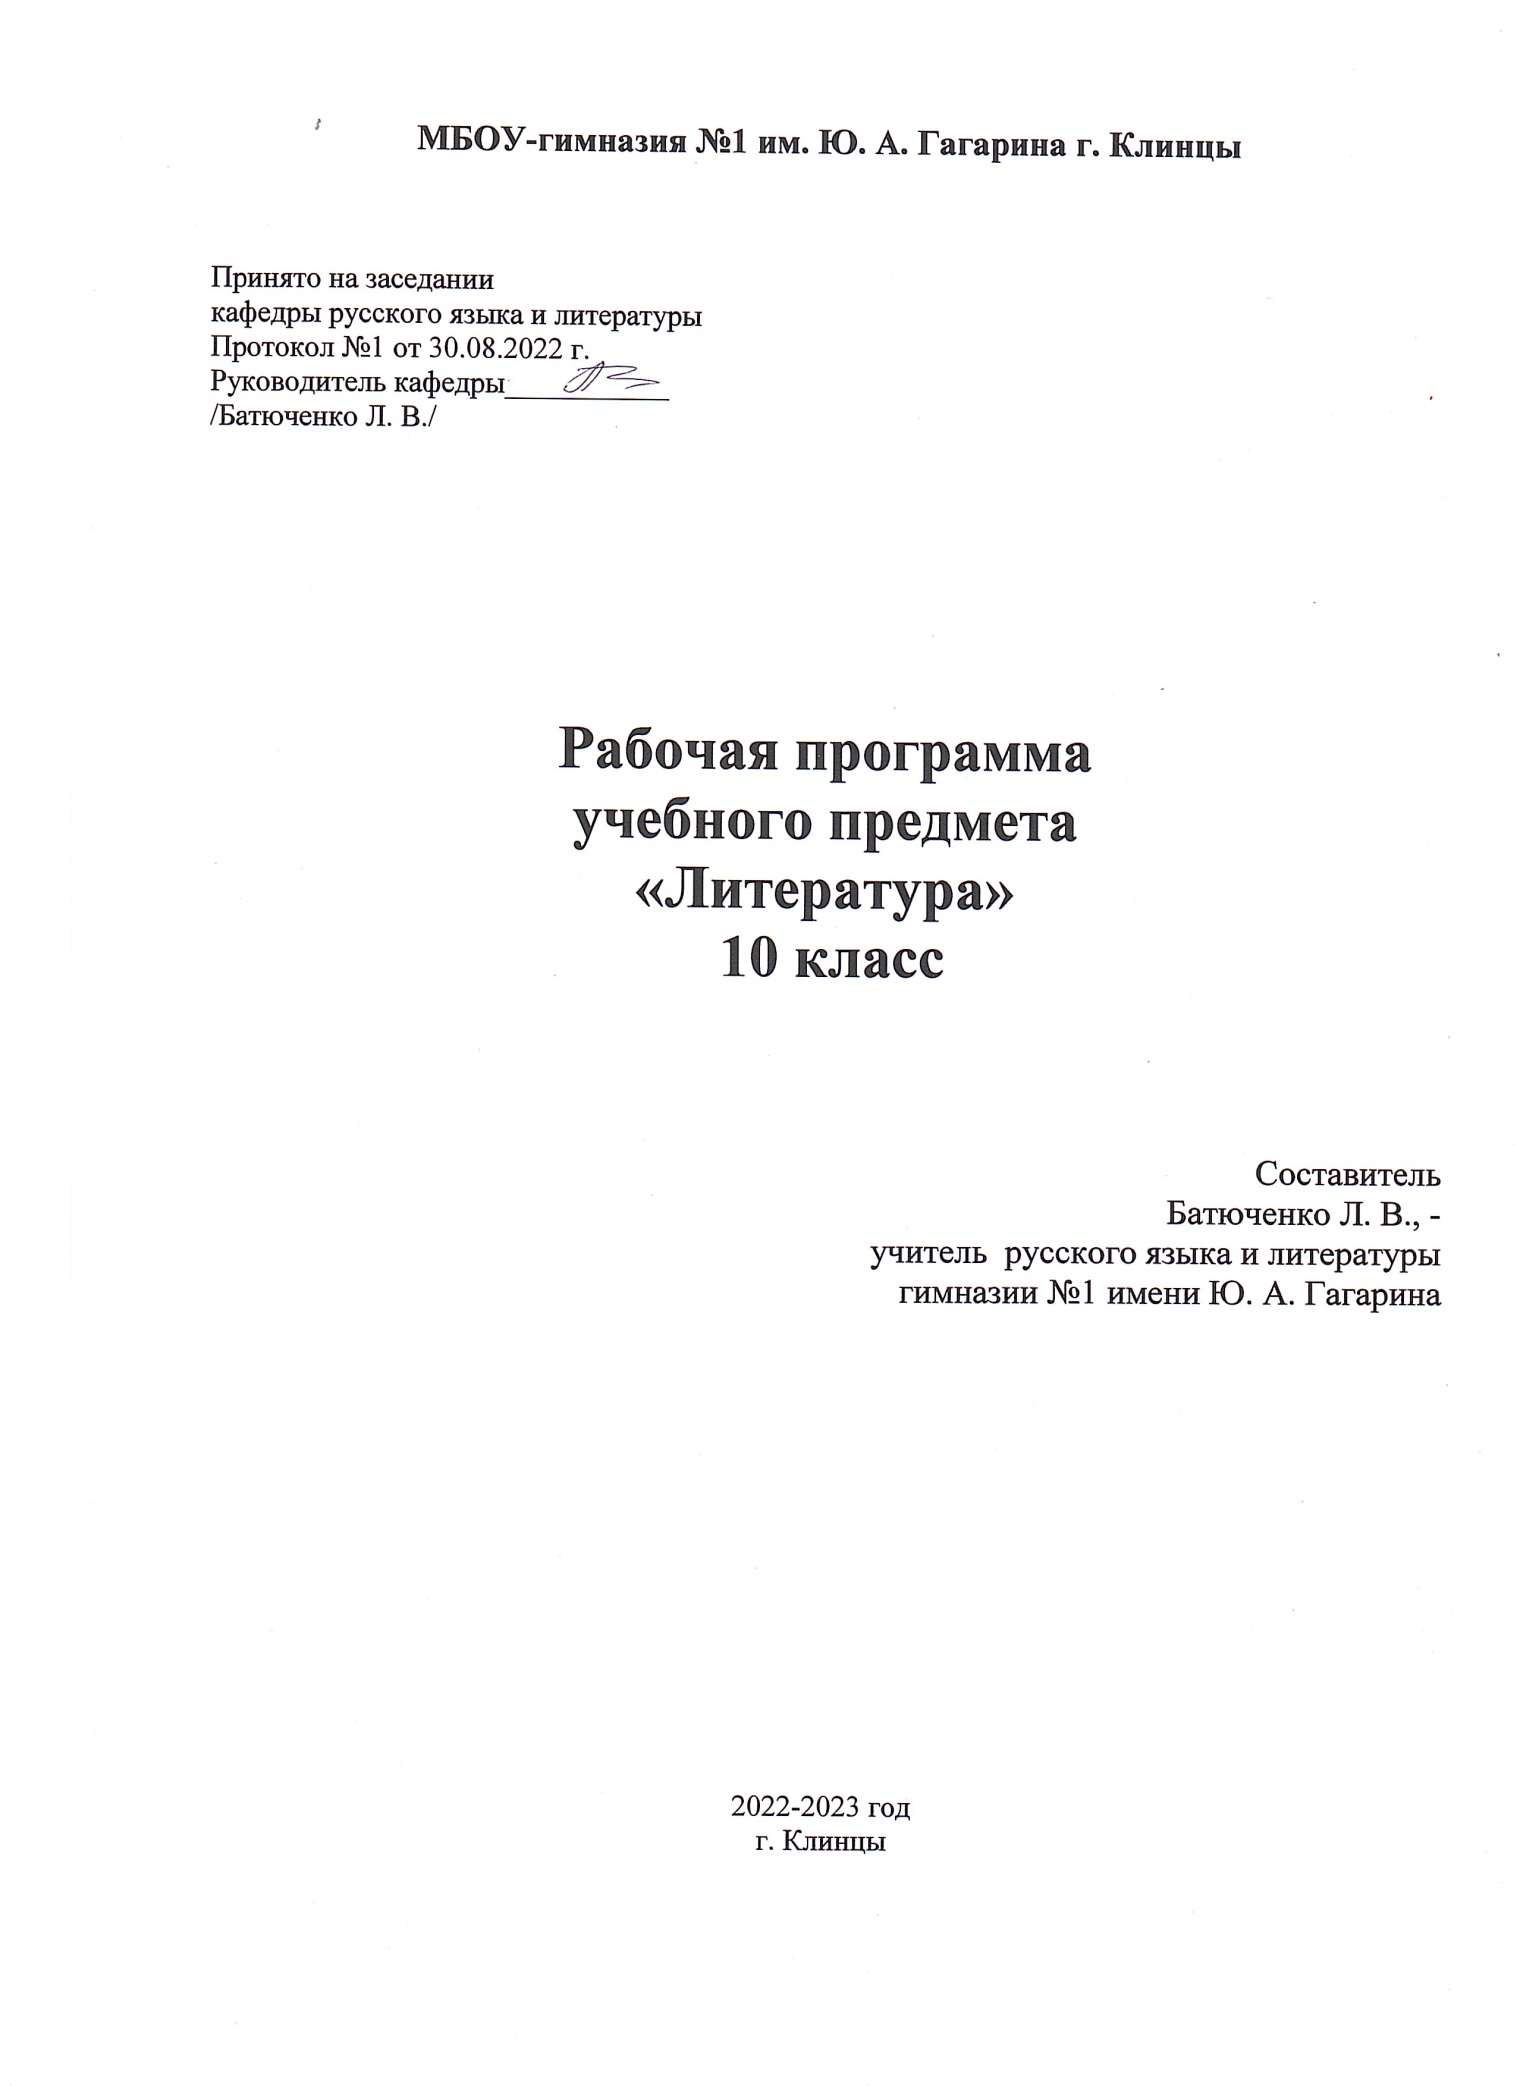 МБОУ-гимназия №1 им. Ю. А. Гагарина г. Клинцы
Принято на заседании
кафедры русского языка и литературы
Протокол №1 от 30.08.2022 г.
Руководитель кафедры___________
/Батюченко Л. В./
Рабочая программа
учебного предмета
«Литература»
10 класс
Составитель
Батюченко Л. В., -
учитель русского языка и литературы
гимназии №1 имени Ю. А. Гагарина
2022-2023 год
г. Клинцы